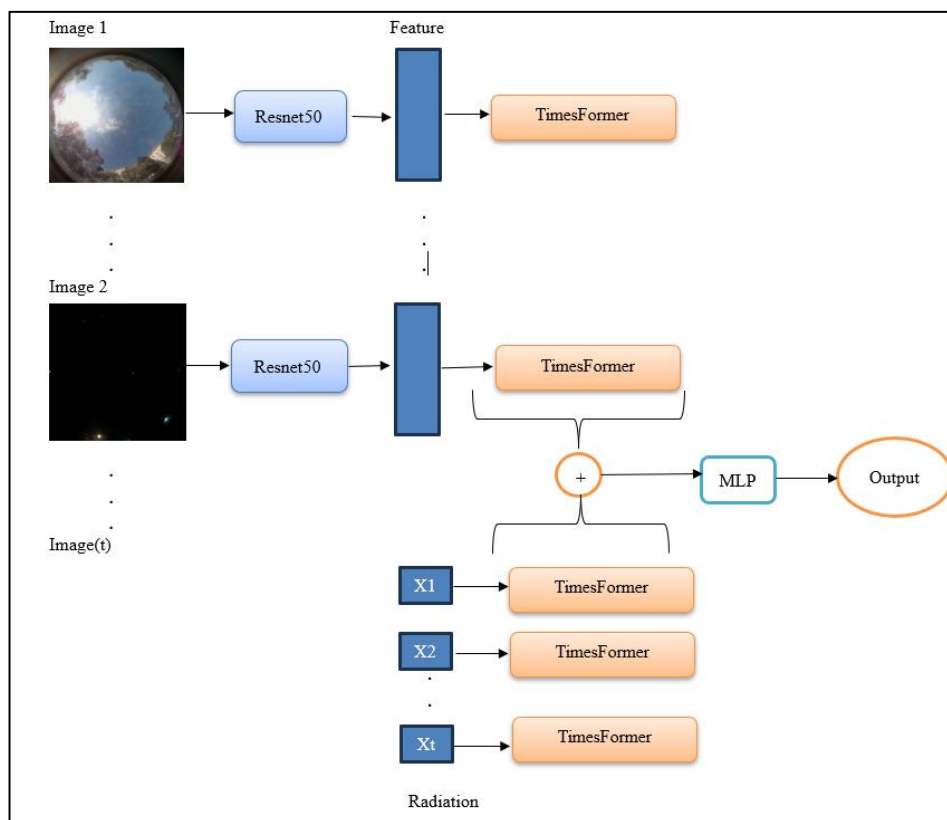 Image 1
Feature
Resnet50
TimesFormer
Image 2
Resnet50
TimesFormer
+
MLP
Output
Image(t)
X1
TimesFormer
X2
TimesFormer
Xt
TimesFormer
Radiation